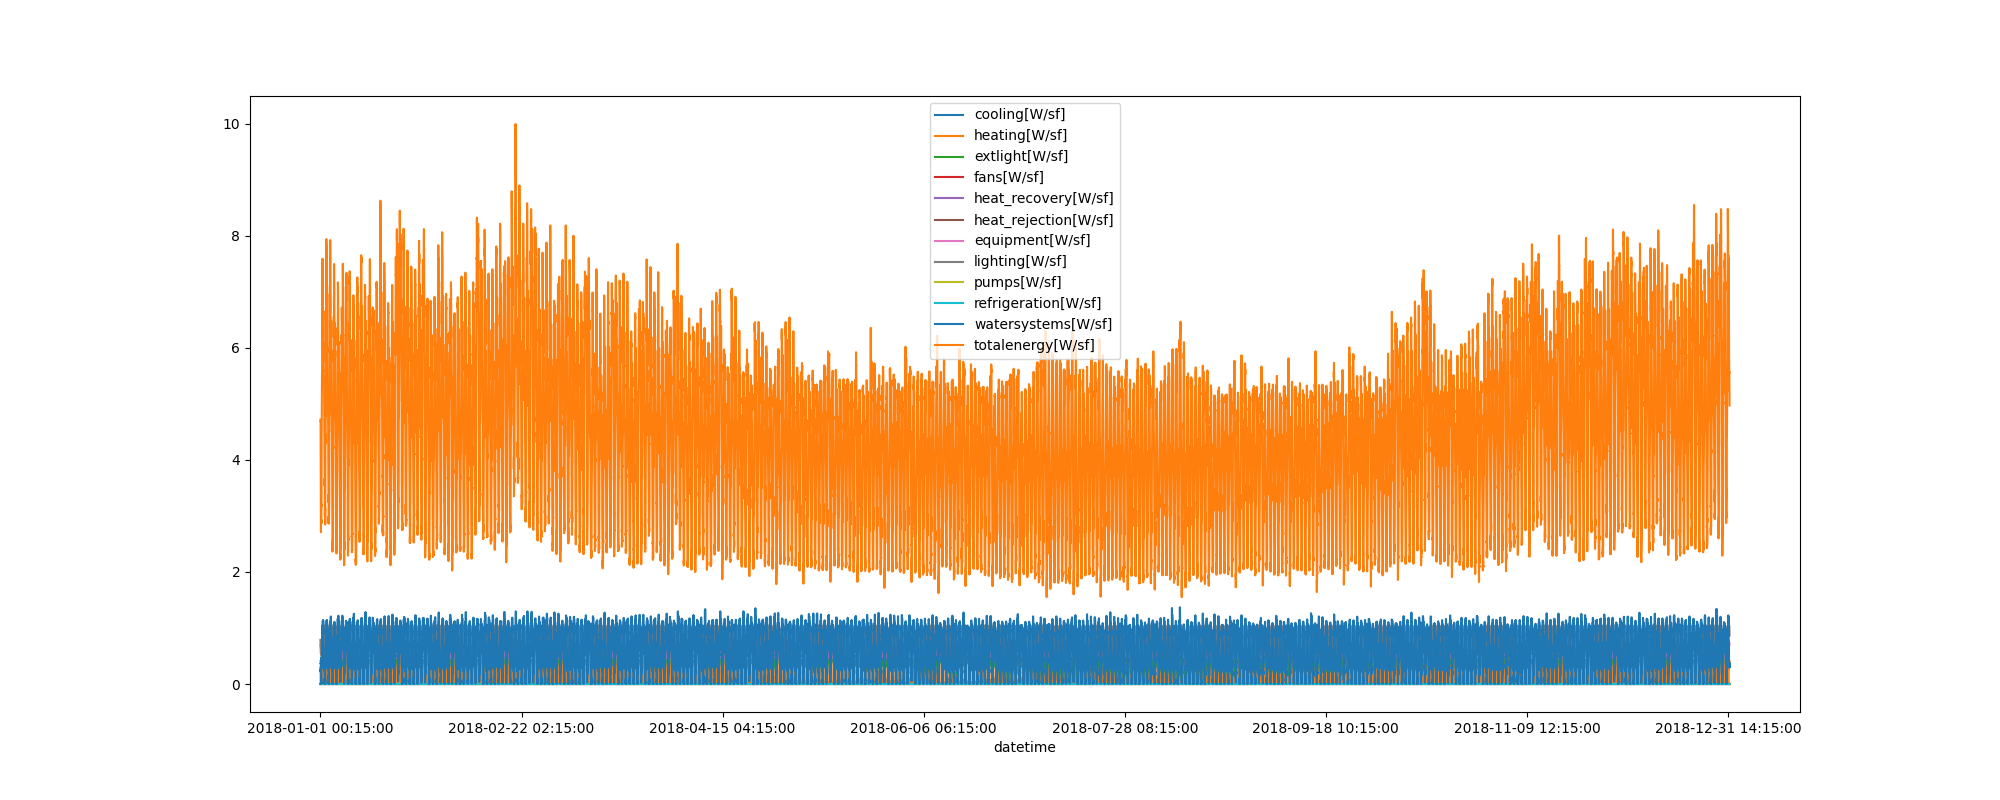 10
8
6
4
2
0
cooling[W/sf]
heating[W/sf]
extlight[W/sf]
fans[W/sf]
heat_recovery[W/sf]
heat_rejection[W/sf]
equipment[W/sf]
lighting[W/sf]
pumps[W/sf]
refrigeration[W/sf]
watersystems[W/sf]
totalenergy[W/sf]
2018-01-01 00:15:00 2018-02-22 02:15:00 2018-04-15 04:15:00 2018-06-06 06:15:00 2018-07-28 08:15:00 2018-09-18 10:15:00 2018-11-09 12:15:00 2018-12-31 14:15:00
datetime